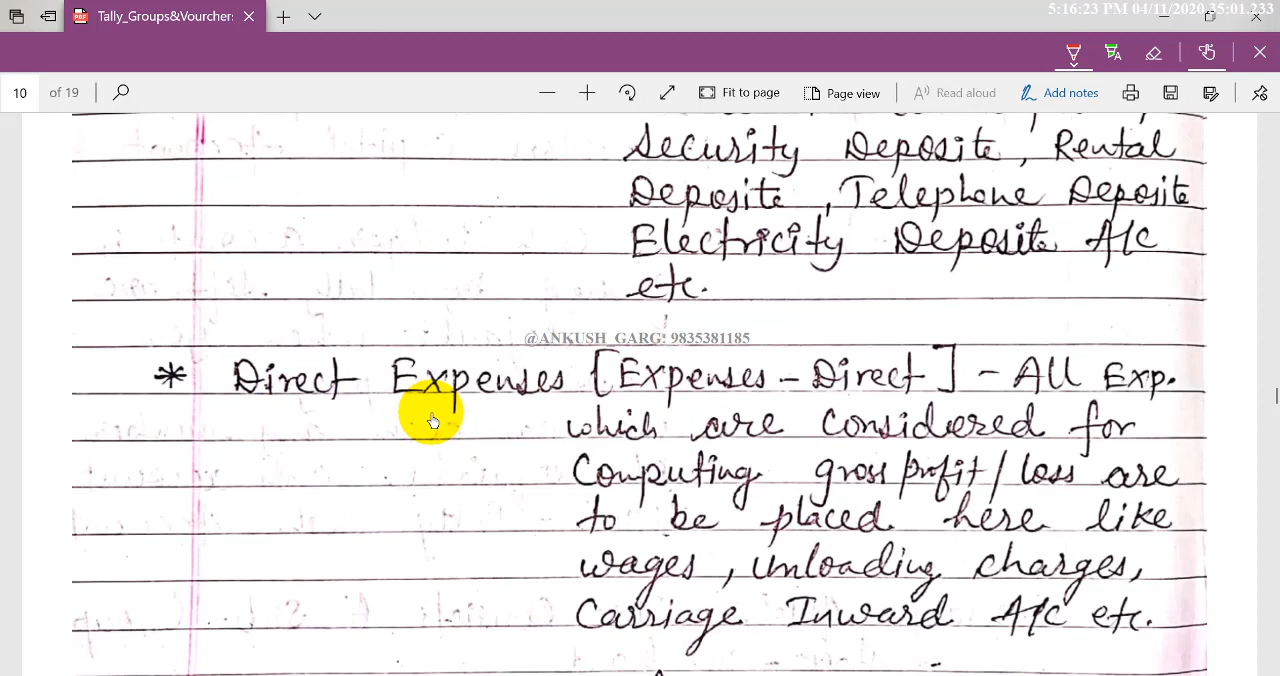 Tally_Groups&Vourcher:
5:16:23 PM 04/11/2020 35:01.233
10 of 19
Fit to page
Page view
Read aloud
Add notes
Security Deposite, Rental
Deposite, Telephone Deposite
Electricity Deposite A/c
etc.
@ANKUSH_GARG: 9835381185
* Direct Expenses [Expenses - Direct] - All Exp.
which are considered for
Computing gross/profit/loss are
to be placed here like
wages, unloading charges,
Carriage Inward A/c etc.